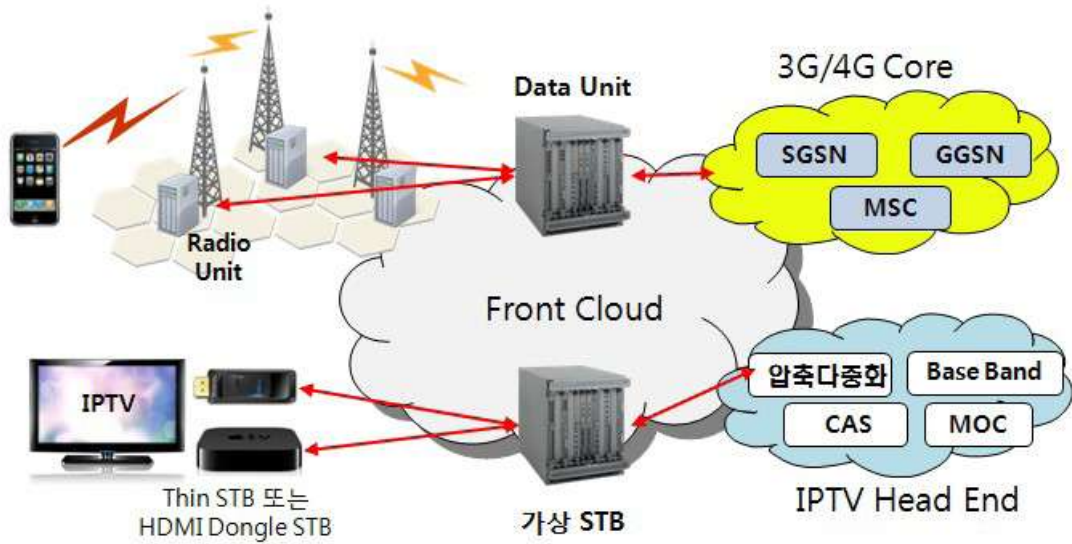 3G/4G Core
Data Unit
SGSN
GGSN
MSC
Radio
Unit
Front Cloud
압축다중화
Base Band
IPTV
CAS
MOC
tv
Thin STB 또는
HDMI Dongle STB
가상 STB
IPTV Head End